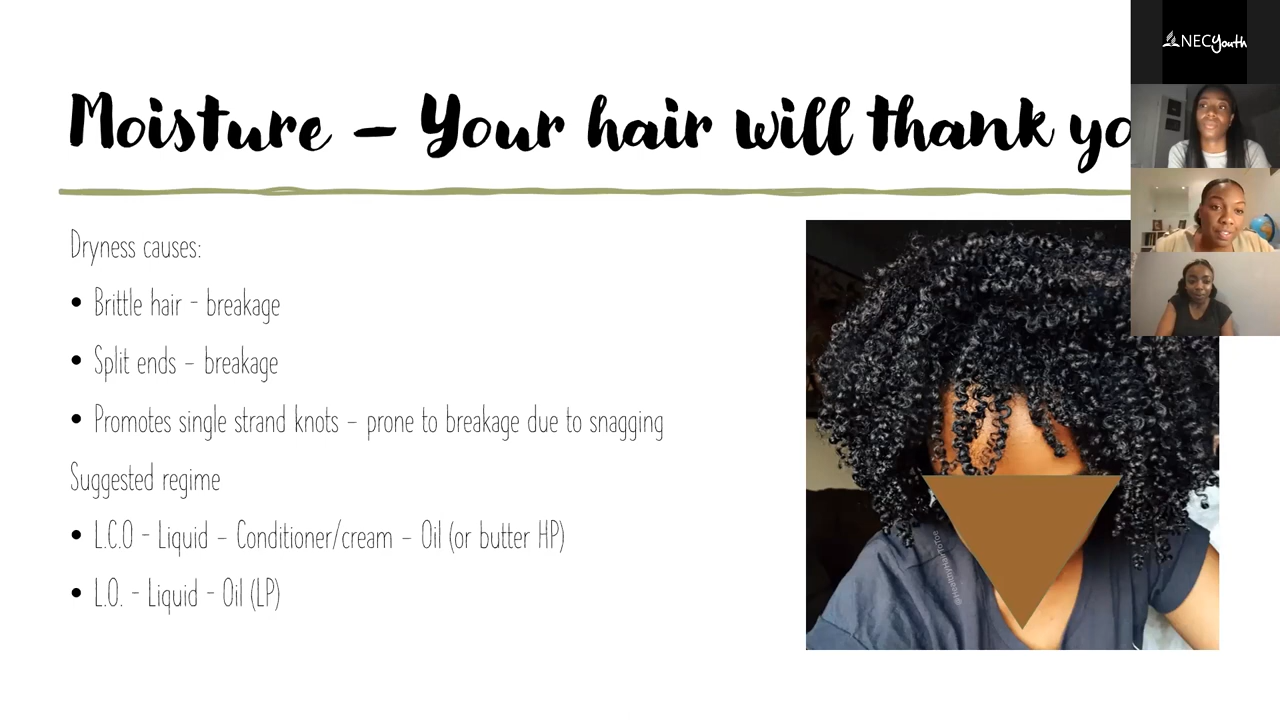 NECYouth
Moisture – Your hair will thank yo
Dryness causes:
• Brittle hair - breakage
• Split ends – breakage
• Promotes single strand knots – prone to breakage due to snagging
Suggested regime
• L.C.O - Liquid – Conditioner/cream – Oil (or butter HP)
• L.O. - Liquid - Oil (LP)
@HealthyHairToToe